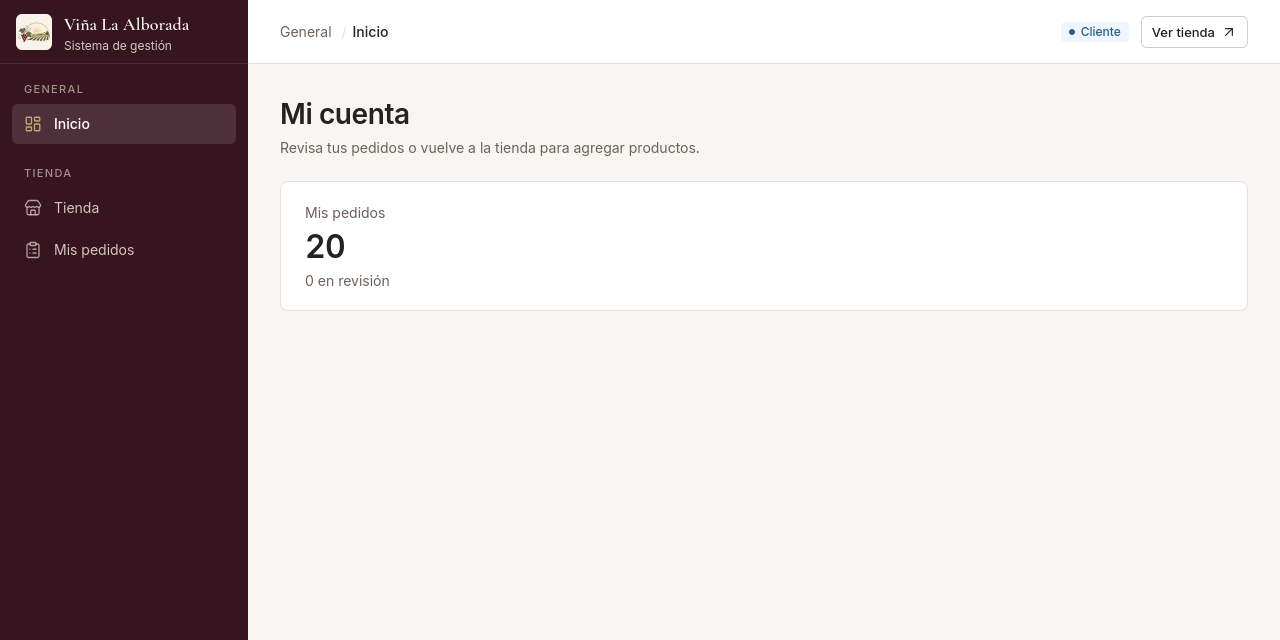 Viña La Alborada
Sistema de gestión
GENERAL
Inicio
TIENDA
Tienda
Mis pedidos
General / Inicio
Cliente
Ver tienda
Mi cuenta
Revisa tus pedidos o vuelve a la tienda para agregar productos.
Mis pedidos
20
0 en revisión